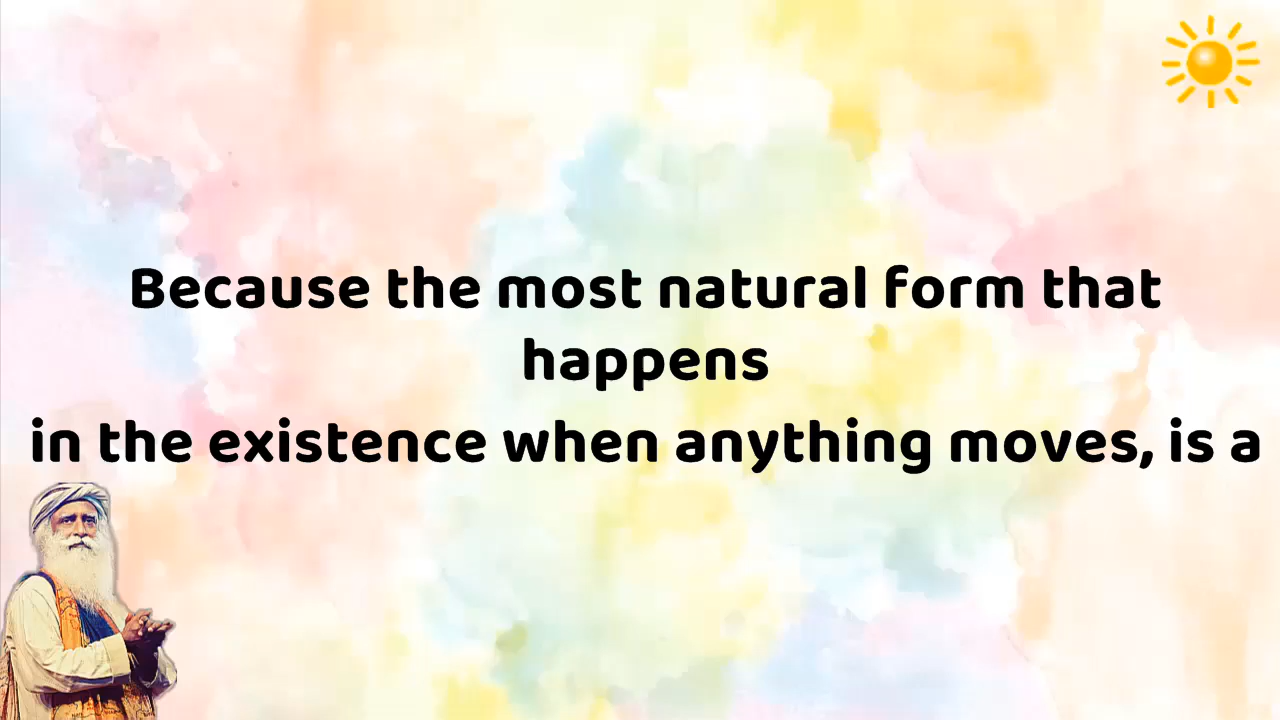 Because the most natural form that
happens
in the existence when anything moves, is a